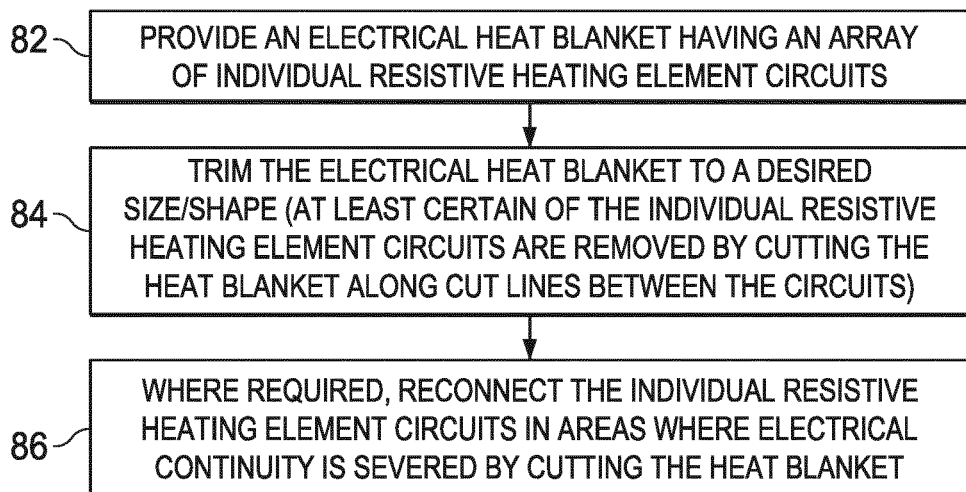 82
PROVIDE AN ELECTRICAL HEAT BLANKET HAVING AN ARRAY
OF INDIVIDUAL RESISTIVE HEATING ELEMENT CIRCUITS
84
TRIM THE ELECTRICAL HEAT BLANKET TO A DESIRED
SIZE/SHAPE (AT LEAST CERTAIN OF THE INDIVIDUAL RESISTIVE
HEATING ELEMENT CIRCUITS ARE REMOVED BY CUTTING THE
HEAT BLANKET ALONG CUT LINES BETWEEN THE CIRCUITS)
86
WHERE REQUIRED, RECONNECT THE INDIVIDUAL RESISTIVE
HEATING ELEMENT CIRCUITS IN AREAS WHERE ELECTRICAL
CONTINUITY IS SEVERED BY CUTTING THE HEAT BLANKET